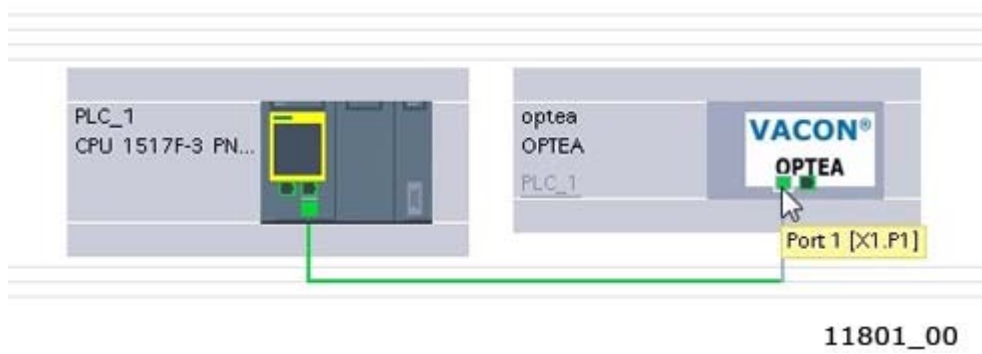 PLC_1
CPU 1517F-3 PN...
optea
OPTEA
PLC_1
VACON®
OPTEA
Port 1 [X1.P1]
11801_00